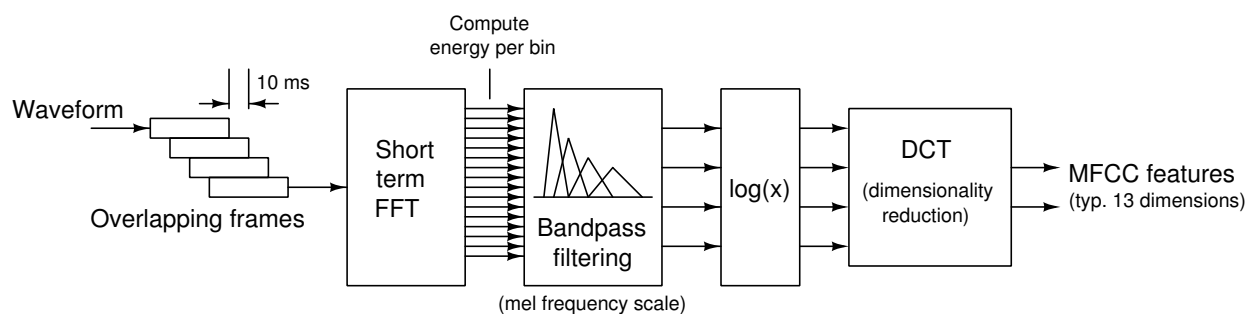 Compute
energy per bin
10 ms
Waveform
Overlapping frames
Short
term
FFT
Bandpass
filtering
(mel frequency scale)
log(x)
DCT
(dimensionality
reduction)
MFCC features
(typ. 13 dimensions)